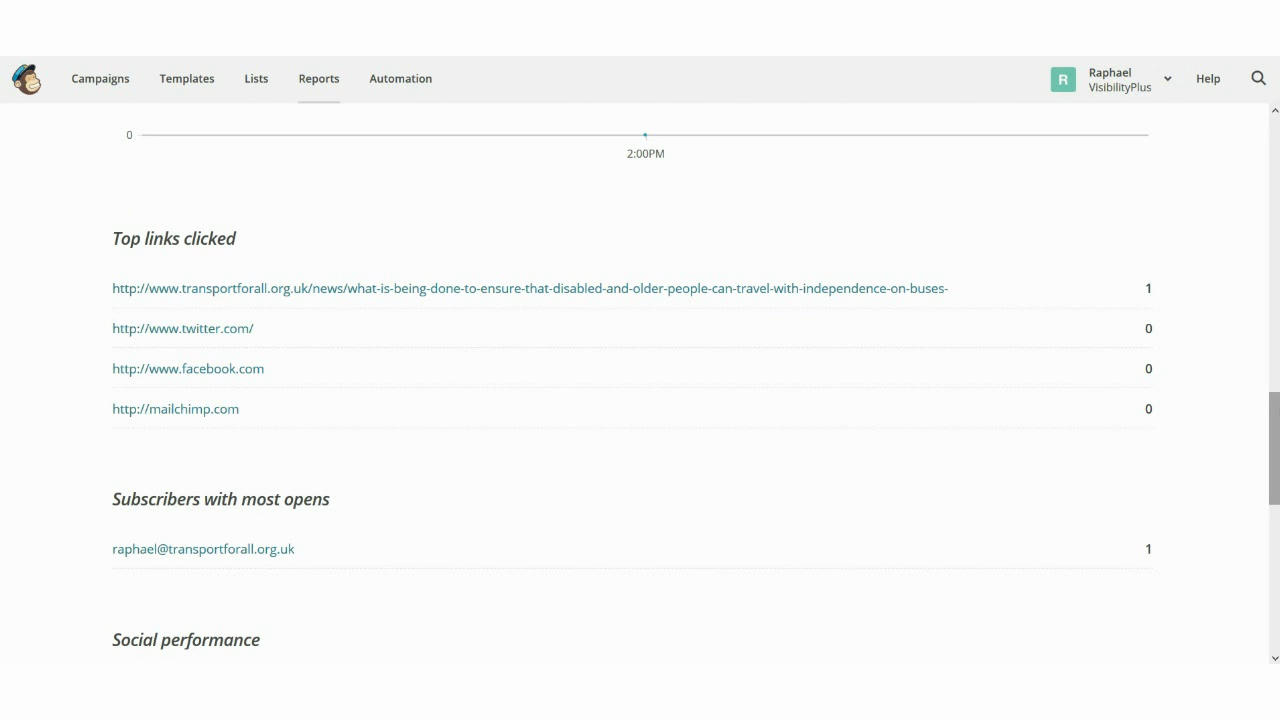 Campaigns Templates Lists Reports Automation R Raphael Help
VIsibilityPlus
0
2:00PM
Top links clicked
http://www.transportforall.org.uk/news/what-is-being-done-to-ensure-that-disabled-and-older-people-can-travel-with-independence-on-buses- 1
http://www.twitter.com/ 0
http://www.facebook.com 0
http://mailchimp.com 0
Subscribers with most opens
raphael@transportforall.org.uk 1
Social performance